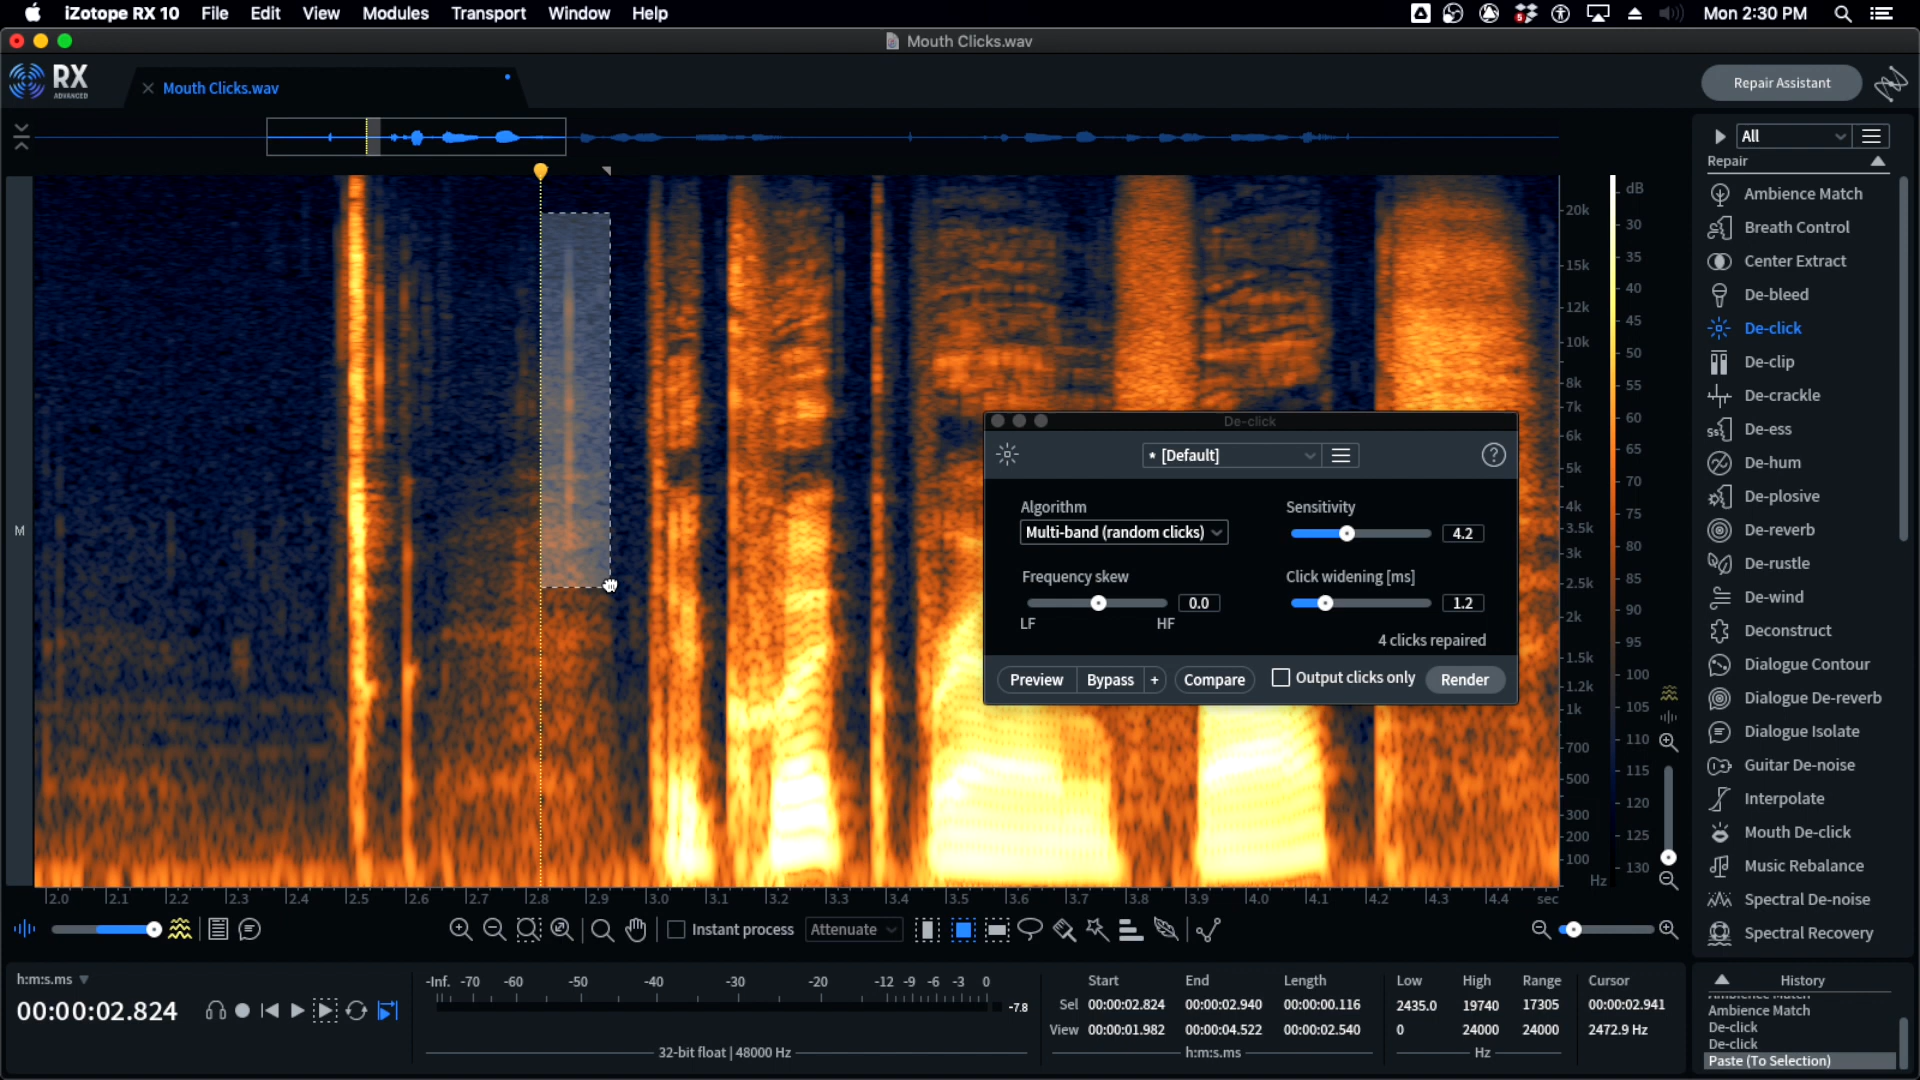 iZotope RX 10 File Edit View Modules Transport Window Help
5
Mon 2:30 PM
Mouth Clicks.wav
RX
ADVANCED
Mouth Clicks.wav
Repair Assistant
All
Repair
Ambience Match
Breath Control
Center Extract
De-bleed
De-click
De-clip
De-crackle
De-ess
De-hum
De-plosive
De-reverb
De-rustle
De-wind
Deconstruct
Dialogue Contour
Dialogue De-reverb
Dialogue Isolate
Guitar De-noise
Interpolate
Mouth De-click
Music Rebalance
Spectral De-noise
Spectral Recovery
M
20k
15k
12k
10k
8k
7k
6k
5k
4k
3.5k
3k
2.5k
2k
1.5k
1.2k
1k
700
500
300
200
100
Hz
dB
30
35
40
45
50
55
60
65
70
75
80
85
90
95
100
105
110
115
120
125
130
De-click
* [Default]
?
Algorithm
Multi-band (random clicks)
Sensitivity
4.2
Frequency skew
0.0
LF HF
Click widening [ms]
1.2
4 clicks repaired
Preview Bypass + Compare Output clicks only Render
2.0 2.1 2.2 2.3 2.4 2.5 2.6 2.7 2.8 2.9 3.0 3.1 3.2 3.3 3.4 3.5 3.6 3.7 3.8 3.9 4.0 4.1 4.2 4.3 4.4 sec
Instant process Attenuate
h:m:s.ms
00:00:02.824
-Inf. -70 -60 -50 -40 -30 -20 -12 -9 -6 -3 0
-7.8
32-bit float | 48000 Hz
Start End Length
Sel 00:00:02.824 00:00:02.940 00:00:00.116
View 00:00:01.982 00:00:04.522 00:00:02.540
h:m:s.ms
Low High Range
2435.0 19740 17305
0 24000 24000
Hz
Cursor
00:00:02.941
2472.9 Hz
History
Ambience Match
Ambience Match
De-click
De-click
Paste (To Selection)